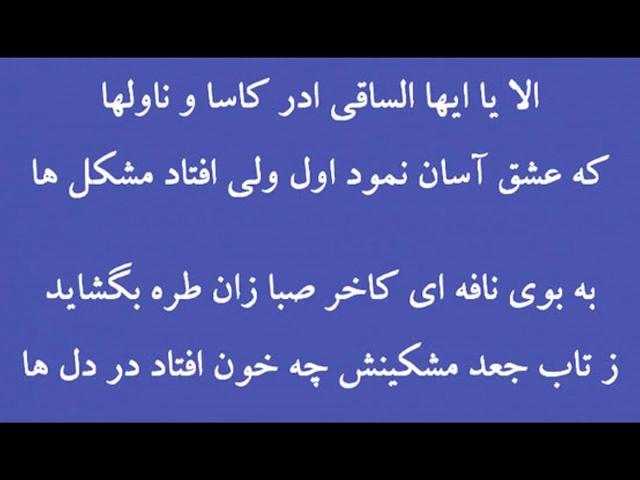 الا یا ایها الساقی ادر کاسا و ناولها
که عشق آسان نمود اول ولی افتاد مشکل ها
به بوی نافه ای کاخر صبا زان طره بگشاید
ز تاب جعد مشکینش چه خون افتاد در دل ها